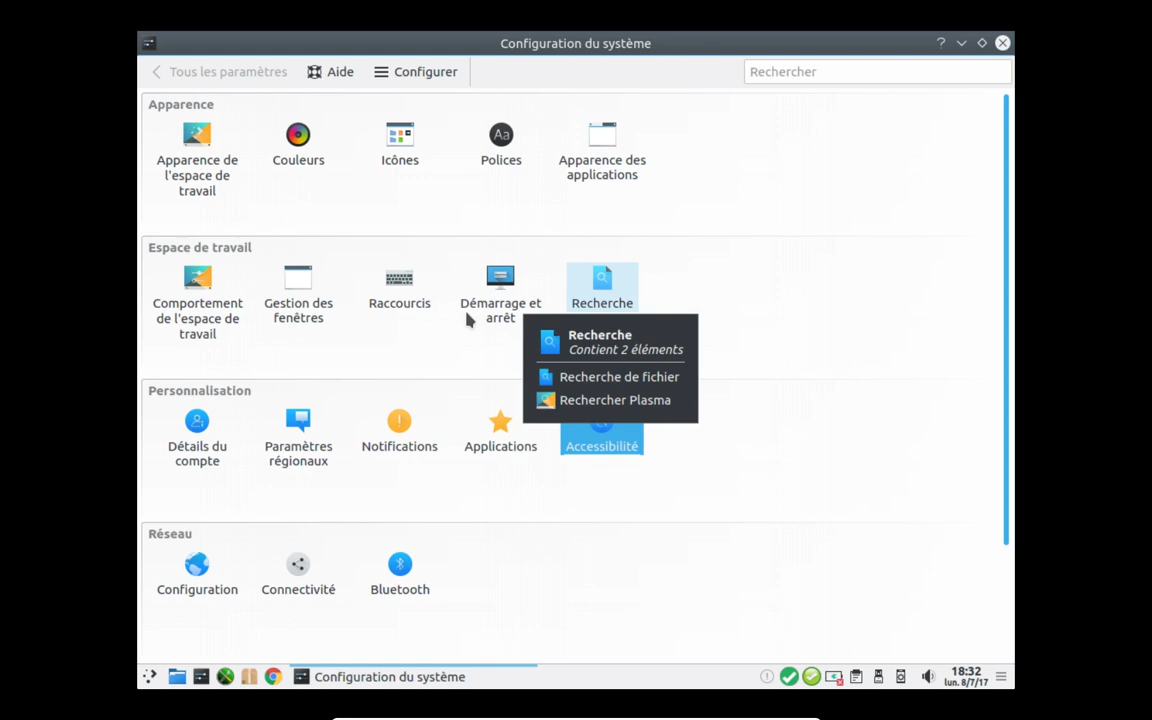 Configuration du système
Tous les paramètres Aide Configurer Rechercher
Apparence
Apparence de l'espace de travail
Couleurs
Icônes
Aa
Polices
Apparence des applications
Espace de travail
Comportement de l'espace de travail
Gestion des fenêtres
Raccourcis
Démarrage et arrêt
Recherche
Recherche
Contient 2 éléments
Recherche de fichier
Rechercher Plasma
Personnalisation
Détails du compte
Paramètres régionaux
Notifications
Applications
Accessibilité
Réseau
Configuration
Connectivité
Bluetooth
Configuration du système
18:32
lun. 8/7/17